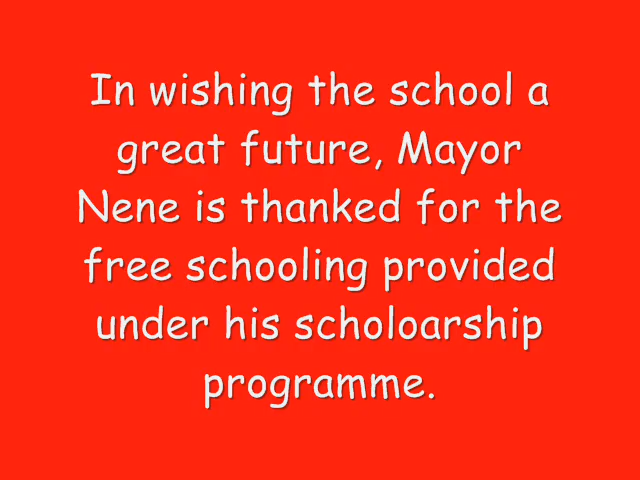 In wishing the school a
great future, Mayor
Nene is thanked for the
free schooling provided
under his scholoarship
programme.